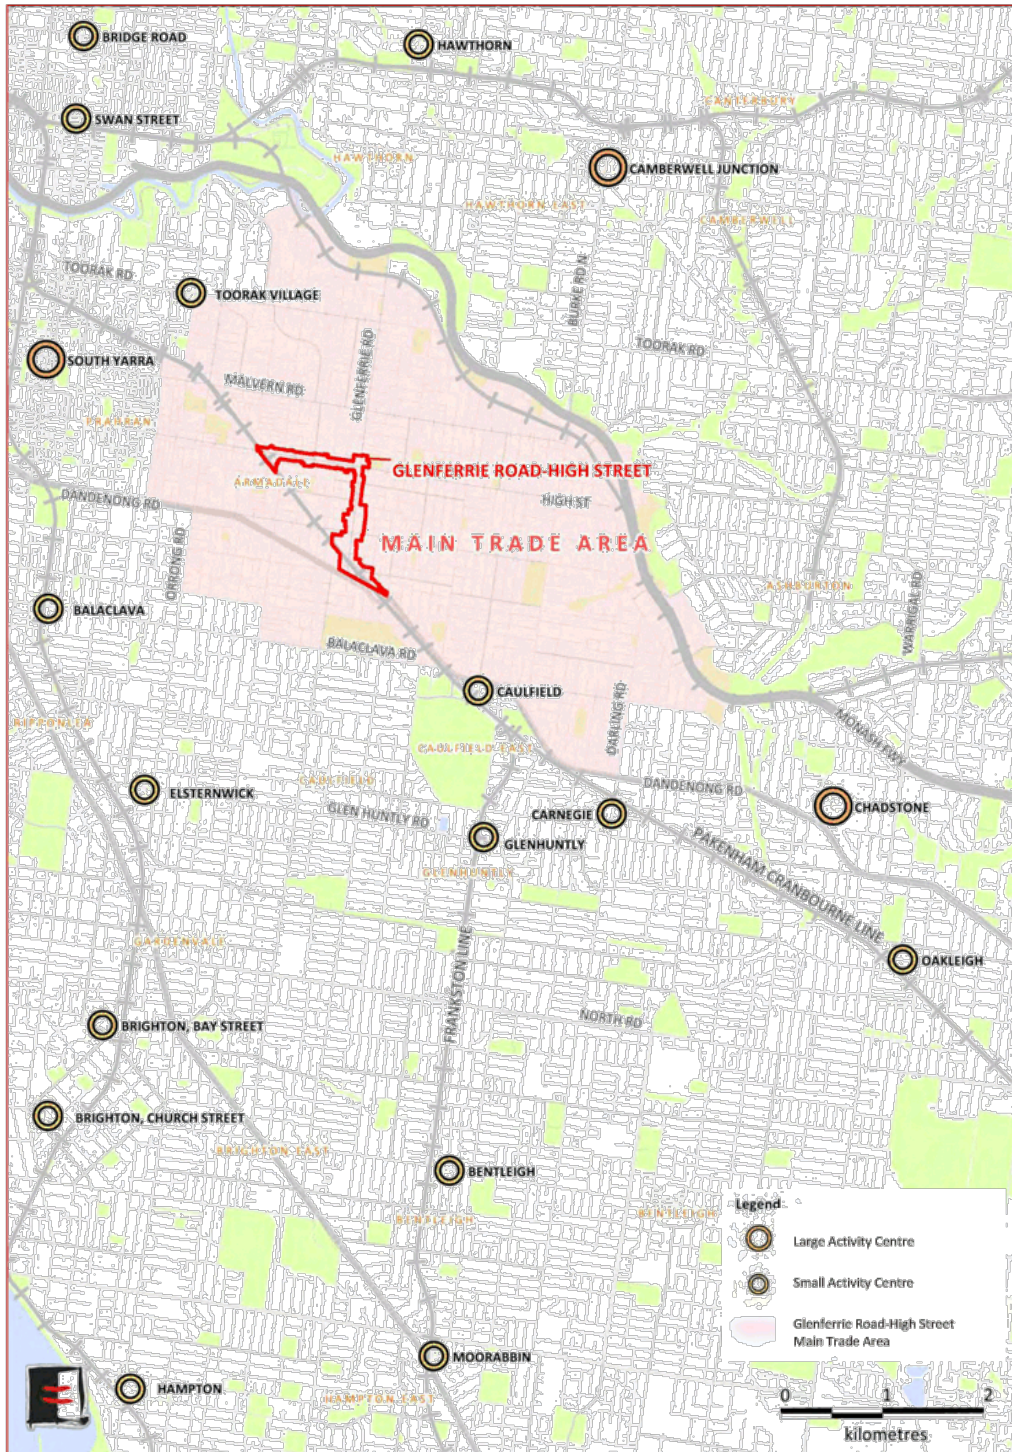 BRIDGE ROAD
HAWTHORN
CANTERBURY
SWAN STREET
HAWTHORN
CAMBERWELL JUNCTION
HAWTHORN EAST
CAMBERWELL
TOORAK RD
TOORAK VILLAGE
BURKE RD N
TOORAK RD
SOUTH YARRA
GLENFERRIE RD
MALVERN RD
PRAHRAN
GLENFERRIE ROAD-HIGH STREET
ARMADALE
HIGH ST
DANDENONG RD
MAIN TRADE AREA
ORRONG RD
ASHBURTON
WARRIGAL RD
BALACLAVA
BALACLAVA RD
CAULFIELD
DARLING RD
RIPPONLEA
MONASH FWY
CAULFIELD EAST
CAULFIELD
DANDENONG RD
ELSTERNWICK
GLEN HUNTLY RD
CARNEGIE
CHADSTONE
GLENHUNTLY
PAKENHAM CRANBOURNE LINE
GLENHUNTLY
GARDENVALE
OAKLEIGH
FRANKSTON LINE
NORTH RD
BRIGHTON, BAY STREET
BRIGHTON, CHURCH STREET
BRIGHTON EAST
BENTLEIGH
BENTLEIGH
BENTLEIGH
Legend
Large Activity Centre
Small Activity Centre
Glenferrie Road-High Street
Main Trade Area
MOORABBIN
HAMPTON
HAMPTON EAST
0 1 2
kilometres